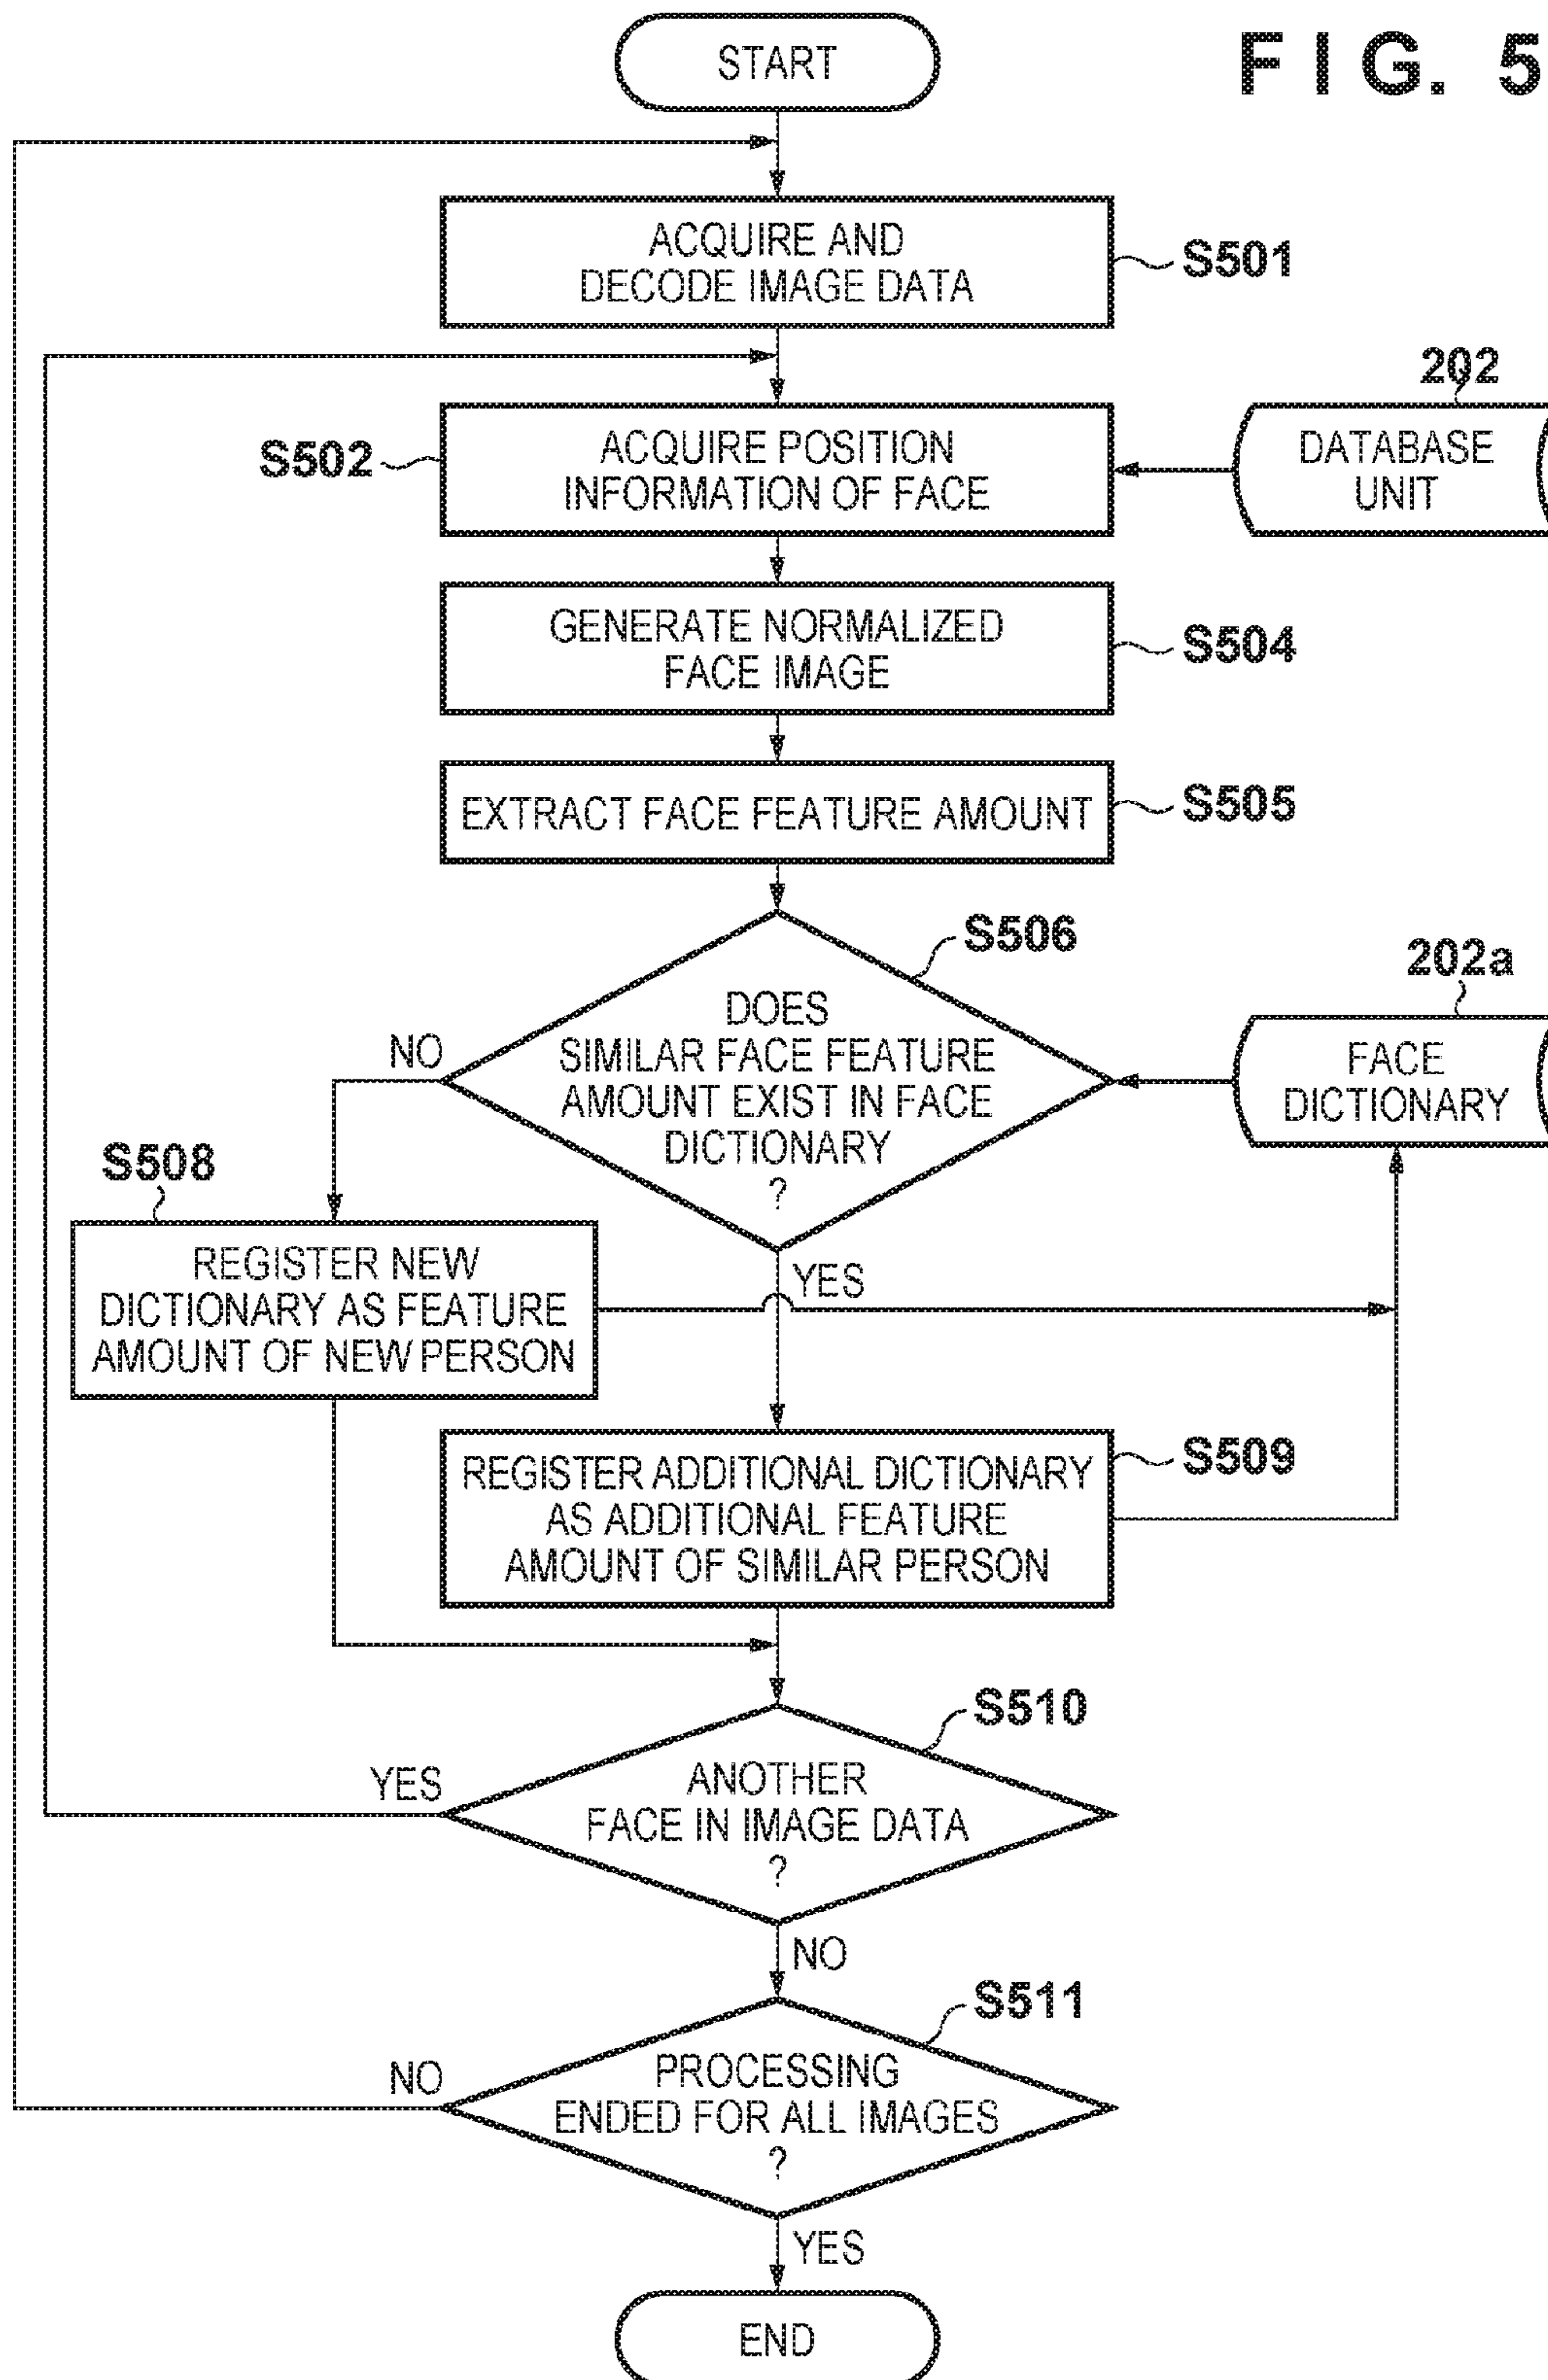 FIG. 5
START
ACQUIRE AND
DECODE IMAGE DATA
S501
202
S502
ACQUIRE POSITION
INFORMATION OF FACE
DATABASE
UNIT
GENERATE NORMALIZED
FACE IMAGE
S504
EXTRACT FACE FEATURE AMOUNT
S505
S506
DOES
SIMILAR FACE FEATURE
AMOUNT EXIST IN FACE
DICTIONARY
?
NO
202a
FACE
DICTIONARY
S508
REGISTER NEW
DICTIONARY AS FEATURE
AMOUNT OF NEW PERSON
YES
REGISTER ADDITIONAL DICTIONARY
AS ADDITIONAL FEATURE
AMOUNT OF SIMILAR PERSON
S509
S510
YES
ANOTHER
FACE IN IMAGE DATA
?
NO
S511
NO
PROCESSING
ENDED FOR ALL IMAGES
?
YES
END